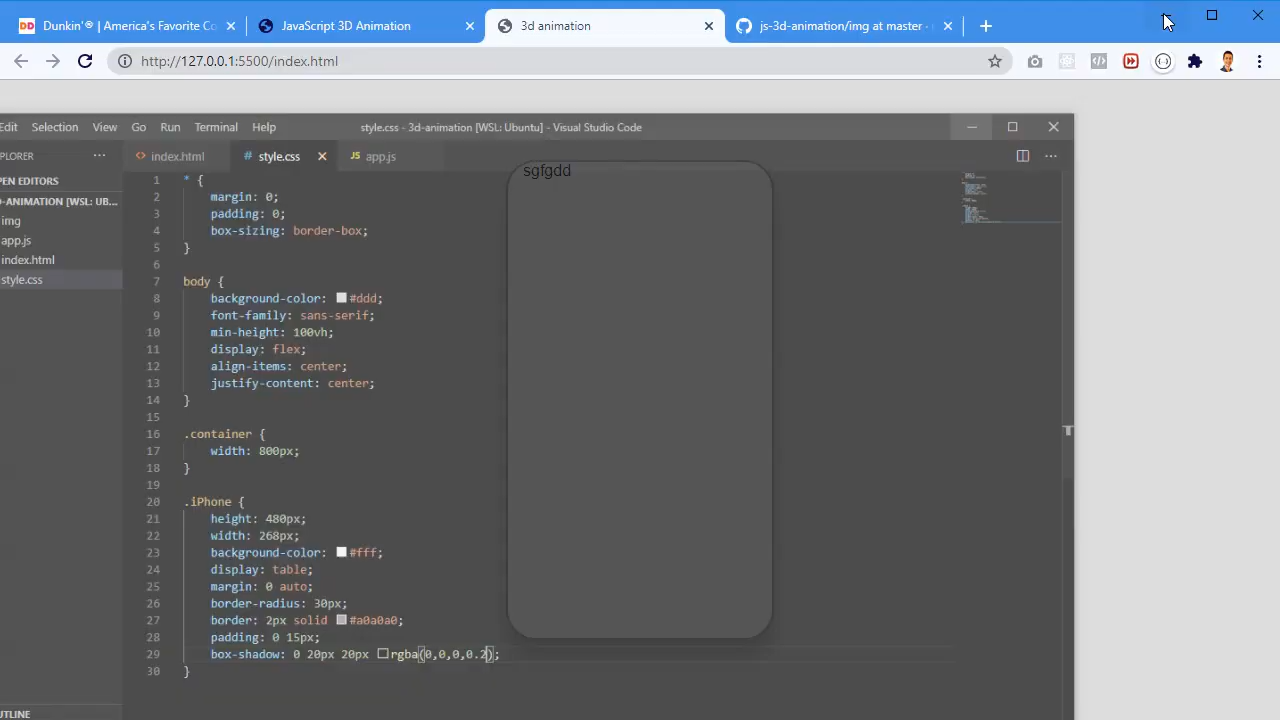 Dunkin'® | America's Favorite Co
JavaScript 3D Animation
3d animation
js-3d-animation/img at master ·
http://127.0.0.1:5500/index.html
Edit Selection View Go Run Terminal Help
style.css - 3d-animation [WSL: Ubuntu] - Visual Studio Code
PLORER
index.html
# style.css
JS app.js
PEN EDITORS
D-ANIMATION [WSL: UB...
img
app.js
index.html
style.css
sgfgdd
1 * {
2 margin: 0;
3 padding: 0;
4 box-sizing: border-box;
5 }
6
7 body {
8 background-color: #ddd;
9 font-family: sans-serif;
10 min-height: 100vh;
11 display: flex;
12 align-items: center;
13 justify-content: center;
14 }
15
16 .container {
17 width: 800px;
18 }
19
20 .iPhone {
21 height: 480px;
22 width: 268px;
23 background-color: #fff;
24 display: table;
25 margin: 0 auto;
26 border-radius: 30px;
27 border: 2px solid #a0a0a0;
28 padding: 0 15px;
29 box-shadow: 0 20px 20px rgba(0,0,0,0.2);
30 }
UTLINE